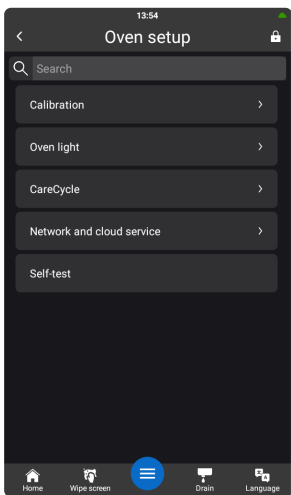 13:54
Oven setup
Search
Calibration
Oven light
CareCycle
Network and cloud service
Self-test
Home Wipe screen Drain Language